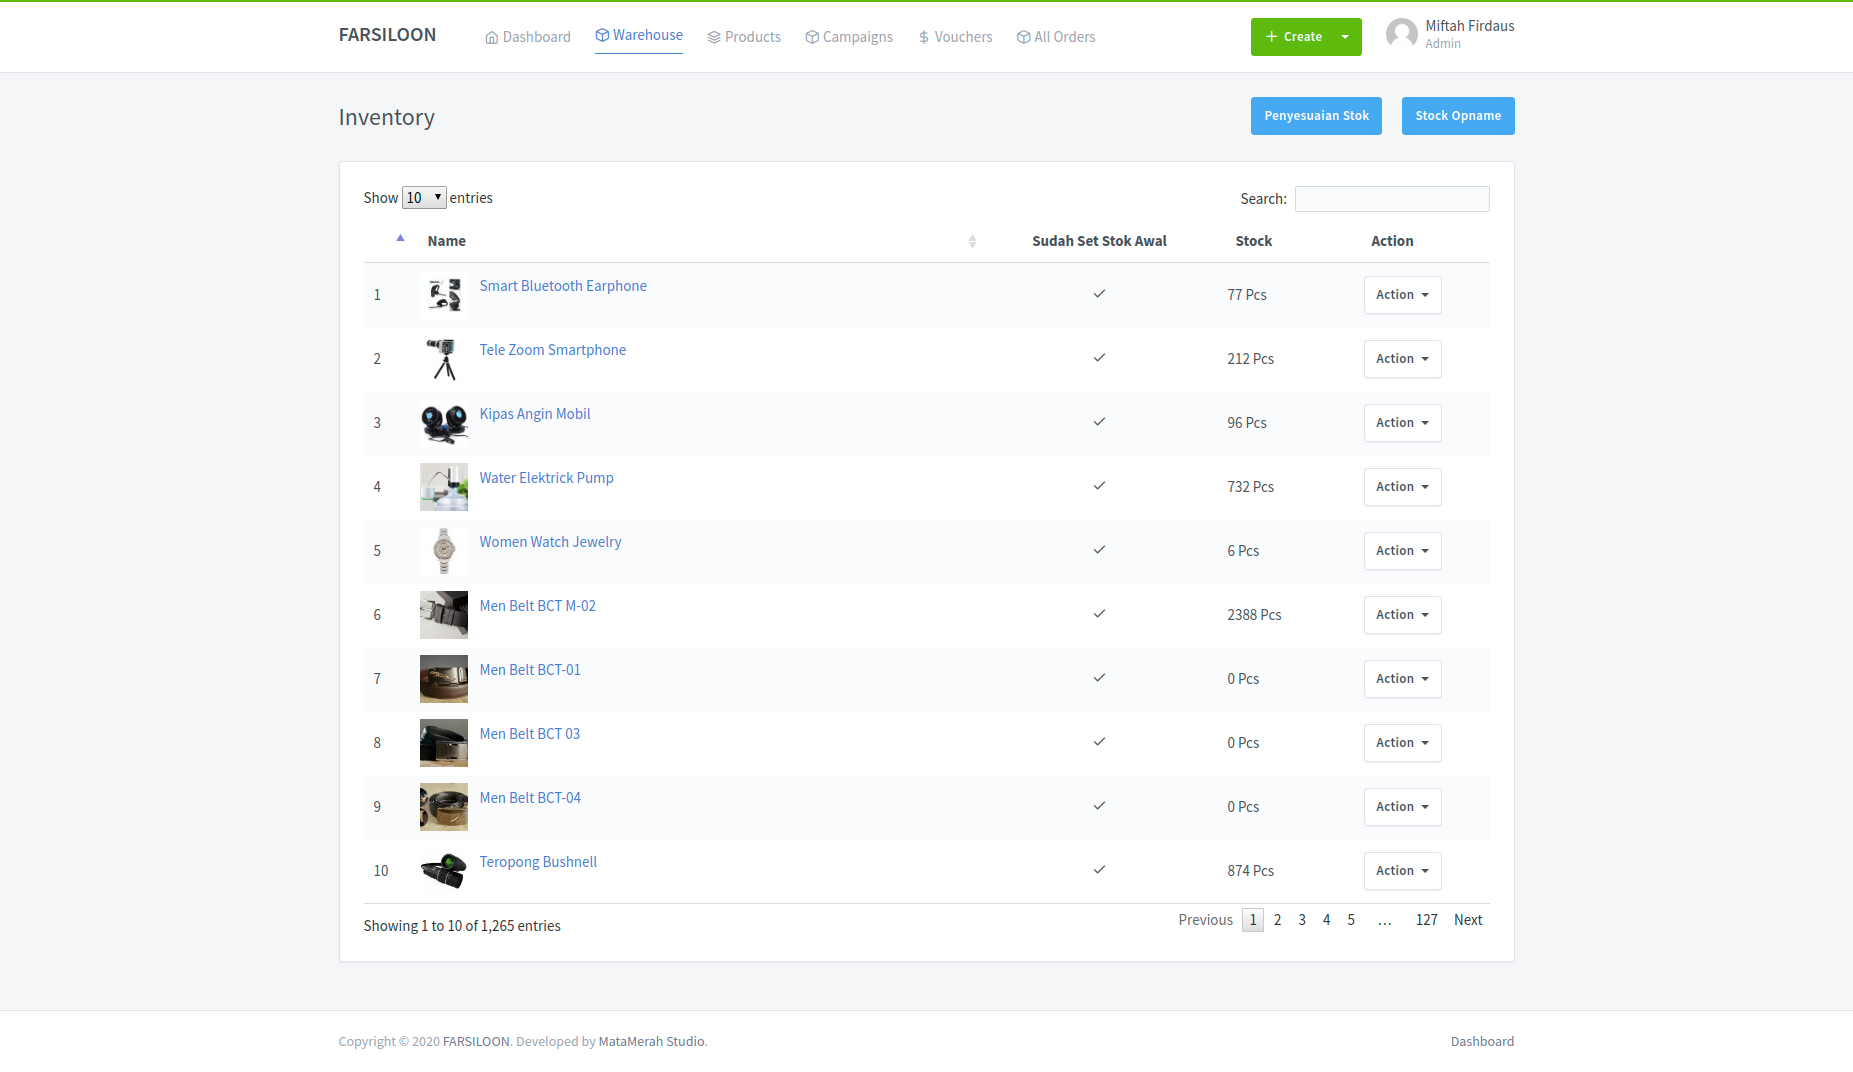 FARSILOON
Dashboard
Warehouse
Products
Campaigns
Vouchers
All Orders
Create
Miftah Firdaus
Admin
Inventory
Penyesuaian Stok
Stock Opname
Show 10 entries
Search:
Name Sudah Set Stok Awal Stock Action
1 Smart Bluetooth Earphone 77 Pcs Action
2 Tele Zoom Smartphone 212 Pcs Action
3 Kipas Angin Mobil 96 Pcs Action
4 Water Elektrick Pump 732 Pcs Action
5 Women Watch Jewelry 6 Pcs Action
6 Men Belt BCT M-02 2388 Pcs Action
7 Men Belt BCT-01 0 Pcs Action
8 Men Belt BCT 03 0 Pcs Action
9 Men Belt BCT-04 0 Pcs Action
10 Teropong Bushnell 874 Pcs Action
Showing 1 to 10 of 1,265 entries
Previous 1 2 3 4 5 … 127 Next
Copyright © 2020 FARSILOON. Developed by MataMerah Studio.
Dashboard